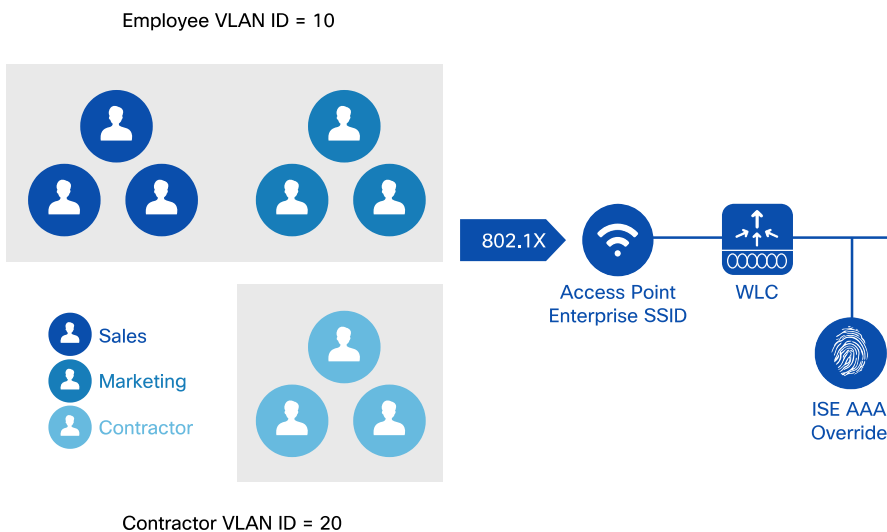 Employee VLAN ID = 10
802.1X
Access Point
Enterprise SSID
WLC
Sales
Marketing
Contractor
ISE AAA
Override
Contractor VLAN ID = 20